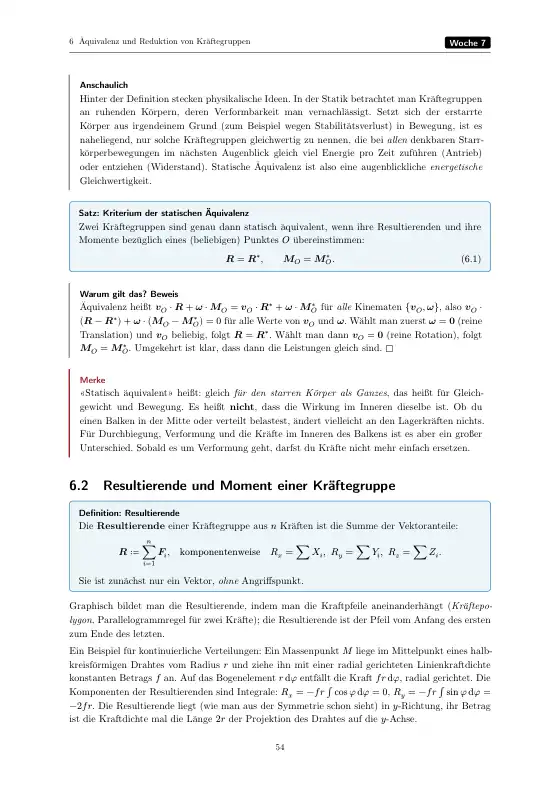 6 Äquivalenz und Reduktion von Kräftegruppen
Woche 7
Anschaulich
Hinter der Definition stecken physikalische Ideen. In der Statik betrachtet man Kräftegruppen
an ruhenden Körpern, deren Verformbarkeit man vernachlässigt. Setzt sich der erstarrte
Körper aus irgendeinem Grund (zum Beispiel wegen Stabilitätsverlust) in Bewegung, ist es
naheliegend, nur solche Kräftegruppen gleichwertig zu nennen, die bei allen denkbaren Starr-
körperbewegungen im nächsten Augenblick gleich viel Energie pro Zeit zuführen (Antrieb)
oder entziehen (Widerstand). Statische Äquivalenz ist also eine augenblickliche energetische
Gleichwertigkeit.
Satz: Kriterium der statischen Äquivalenz
Zwei Kräftegruppen sind genau dann statisch äquivalent, wenn ihre Resultierenden und ihre
Momente bezüglich eines (beliebigen) Punktes O übereinstimmen:
R = R*, M_O = M_O*. (6.1)
Warum gilt das? Beweis
Äquivalenz heißt v_O · R + ω · M_O = v_O · R* + ω · M_O* für alle Kinematen {v_O, ω}, also v_O ·
(R − R*) + ω · (M_O − M_O*) = 0 für alle Werte von v_O und ω. Wählt man zuerst ω = 0 (reine
Translation) und v_O beliebig, folgt R = R*. Wählt man dann v_O = 0 (reine Rotation), folgt
M_O = M_O*. Umgekehrt ist klar, dass dann die Leistungen gleich sind. □
Merke
«Statisch äquivalent» heißt: gleich für den starren Körper als Ganzes, das heißt für Gleich-
gewicht und Bewegung. Es heißt nicht, dass die Wirkung im Inneren dieselbe ist. Ob du
einen Balken in der Mitte oder verteilt belastest, ändert vielleicht an den Lagerkräften nichts.
Für Durchbiegung, Verformung und die Kräfte im Inneren des Balkens ist es aber ein großer
Unterschied. Sobald es um Verformung geht, darfst du Kräfte nicht mehr einfach ersetzen.
6.2 Resultierende und Moment einer Kräftegruppe
Definition: Resultierende
Die Resultierende einer Kräftegruppe aus n Kräften ist die Summe der Vektoranteile:
R := ∑_{i=1}^{n} F_i, komponentenweise R_x = ∑ X_i, R_y = ∑ Y_i, R_z = ∑ Z_i.
Sie ist zunächst nur ein Vektor, ohne Angriffspunkt.
Graphisch bildet man die Resultierende, indem man die Kraftpfeile aneinanderhängt (Kräftepo-
lygon, Parallelogrammregel für zwei Kräfte); die Resultierende ist der Pfeil vom Anfang des ersten
zum Ende des letzten.
Ein Beispiel für kontinuierliche Verteilungen: Ein Massenpunkt M liege im Mittelpunkt eines halb-
kreisförmigen Drahtes vom Radius r und ziehe ihn mit einer radial gerichteten Linienkraftdichte
konstanten Betrags f an. Auf das Bogenelement r dφ entfällt die Kraft fr dφ, radial gerichtet. Die
Komponenten der Resultierenden sind Integrale: R_x = −fr ∫ cos φ dφ = 0, R_y = −fr ∫ sin φ dφ =
−2fr. Die Resultierende liegt (wie man aus der Symmetrie schon sieht) in y-Richtung, ihr Betrag
ist die Kraftdichte mal die Länge 2r der Projektion des Drahtes auf die y-Achse.
54